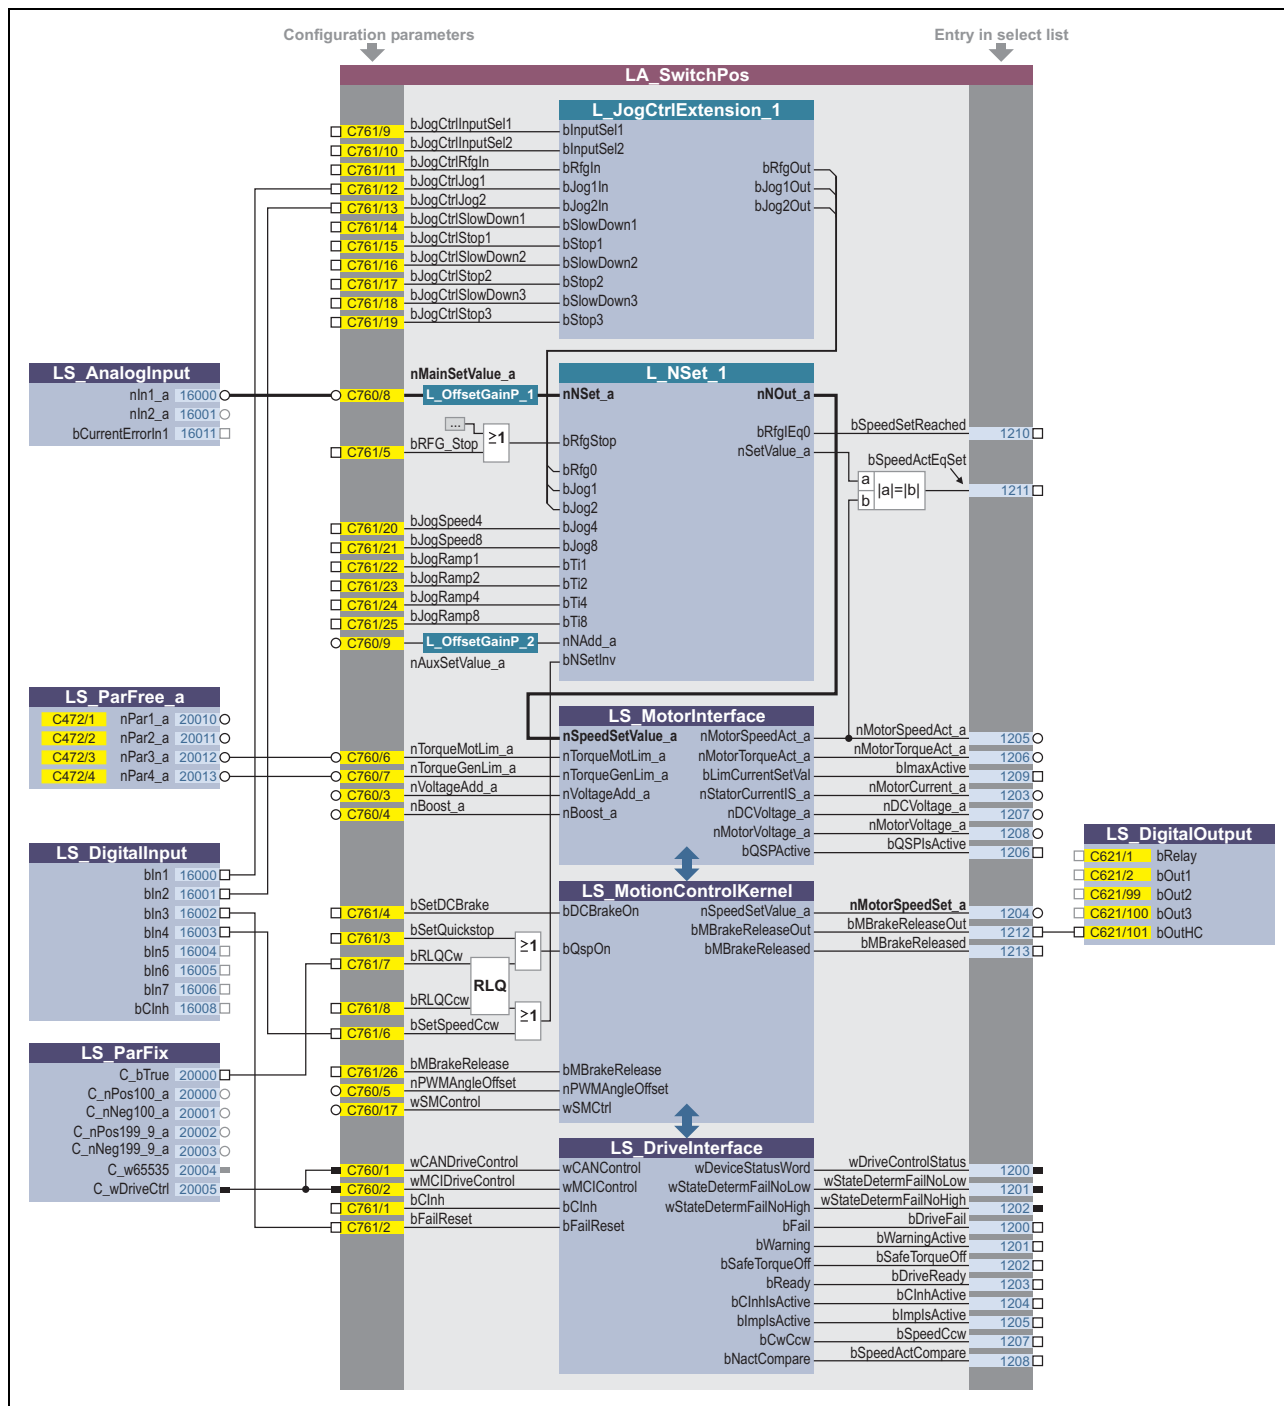 Configuration parameters
Entry in select list
LA_SwitchPos
L_JogCtrlExtension_1
C761/9 bJogCtrlInputSel1 bInputSel1
C761/10 bJogCtrlInputSel2 bInputSel2
C761/11 bJogCtrlRfgIn bRfgIn bRfgOut
C761/12 bJogCtrlJog1 bJog1In bJog1Out
C761/13 bJogCtrlJog2 bJog2In bJog2Out
C761/14 bJogCtrlSlowDown1 bSlowDown1
C761/15 bJogCtrlStop1 bStop1
C761/16 bJogCtrlSlowDown2 bSlowDown2
C761/17 bJogCtrlStop2 bStop2
C761/18 bJogCtrlSlowDown3 bSlowDown3
C761/19 bJogCtrlStop3 bStop3
LS_AnalogInput
nIn1_a 16000
nIn2_a 16001
bCurrentErrorIn1 16011
nMainSetValue_a
L_NSet_1
C760/8 L_OffsetGainP_1 nNSet_a nNOut_a
...
≥1
C761/5 bRFG_Stop bRfgStop bRfgIEq0 bSpeedSetReached 1210
nSetValue_a
bSpeedActEqSet
a
b
|a|=|b|
1211
bRfg0
bJog1
bJog2
C761/20 bJogSpeed4 bJog4
C761/21 bJogSpeed8 bJog8
C761/22 bJogRamp1 bTi1
C761/23 bJogRamp2 bTi2
C761/24 bJogRamp4 bTi4
C761/25 bJogRamp8 bTi8
C760/9 L_OffsetGainP_2 nNAdd_a
nAuxSetValue_a bNSetInv
LS_ParFree_a
C472/1 nPar1_a 20010
C472/2 nPar2_a 20011
C472/3 nPar3_a 20012
C472/4 nPar4_a 20013
LS_MotorInterface
nSpeedSetValue_a nMotorSpeedAct_a nMotorSpeedAct_a 1205
C760/6 nTorqueMotLim_a nTorqueMotLim_a nMotorTorqueAct_a nMotorTorqueAct_a 1206
C760/7 nTorqueGenLim_a nTorqueGenLim_a bLimCurrentSetVal bImaxActive 1209
C760/3 nVoltageAdd_a nVoltageAdd_a nStatorCurrentIS_a nMotorCurrent_a 1203
C760/4 nBoost_a nBoost_a nDCVoltage_a nDCVoltage_a 1207
nMotorVoltage_a nMotorVoltage_a 1208
bQSPActive bQSPIsActive 1206
LS_DigitalInput
bIn1 16000
bIn2 16001
bIn3 16002
bIn4 16003
bIn5 16004
bIn6 16005
bIn7 16006
bCInh 16008
LS_DigitalOutput
C621/1 bRelay
C621/2 bOut1
C621/99 bOut2
C621/100 bOut3
C621/101 bOutHC
LS_MotionControlKernel
C761/4 bSetDCBrake bDCBrakeOn nSpeedSetValue_a nMotorSpeedSet_a 1204
C761/3 bSetQuickstop bMBrakeReleaseOut bMBrakeReleaseOut 1212
≥1 bQspOn bMBrakeReleased bMBrakeReleased 1213
C761/7 bRLQCw
RLQ
C761/8 bRLQCcw
≥1
C761/6 bSetSpeedCcw
C761/26 bMBrakeRelease bMBrakeRelease
C760/5 nPWMAngleOffset nPWMAngleOffset
C760/17 wSMControl wSMCtrl
LS_ParFix
C_bTrue 20000
C_nPos100_a 20000
C_nNeg100_a 20001
C_nPos199_9_a 20002
C_nNeg199_9_a 20003
C_w65535 20004
C_wDriveCtrl 20005
LS_DriveInterface
C760/1 wCANDriveControl wCANControl wDeviceStatusWord wDriveControlStatus 1200
C760/2 wMCIDriveControl wMCIControl wStateDetermFailNoLow wStateDetermFailNoLow 1201
C761/1 bCInh bCInh wStateDetermFailNoHigh wStateDetermFailNoHigh 1202
C761/2 bFailReset bFailReset bFail bDriveFail 1200
bWarning bWarningActive 1201
bSafeTorqueOff bSafeTorqueOff 1202
bReady bDriveReady 1203
bCInhIsActive bCInhActive 1204
bImpIsActive bImpIsActive 1205
bCwCcw bSpeedCcw 1207
bNactCompare bSpeedActCompare 1208